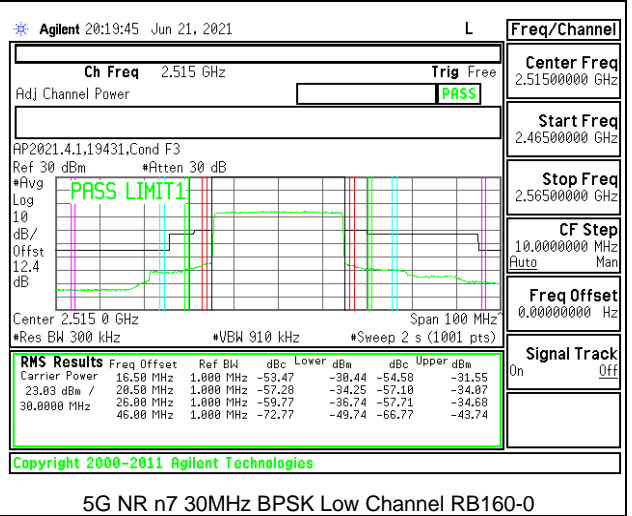 Agilent 20:19:45 Jun 21, 2021 L
Freq/Channel
Ch Freq 2.515 GHz Trig Free
Adj Channel Power PASS
AP2021.4.1,19431,Cond F3
Ref 30 dBm #Atten 30 dB
#Avg
Log
10
dB/
Offst
12.4
dB
PASS LIMIT1
Center 2.515 0 GHz Span 100 MHz^
#Res BW 300 kHz #VBW 910 kHz #Sweep 2 s (1001 pts)
RMS Results Freq Offset Ref BW dBc Lower dBm dBc Upper dBm
Carrier Power 16.50 MHz 1.000 MHz -53.47 -30.44 -54.58 -31.55
23.03 dBm / 20.50 MHz 1.000 MHz -57.28 -34.25 -57.10 -34.07
30.0000 MHz 26.00 MHz 1.000 MHz -59.77 -36.74 -57.71 -34.68
46.00 MHz 1.000 MHz -72.77 -49.74 -66.77 -43.74
Copyright 2000-2011 Agilent Technologies
Center Freq
2.51500000 GHz
Start Freq
2.46500000 GHz
Stop Freq
2.56500000 GHz
CF Step
10.0000000 MHz
Auto Man
Freq Offset
0.00000000 Hz
Signal Track
On Off
5G NR n7 30MHz BPSK Low Channel RB160-0